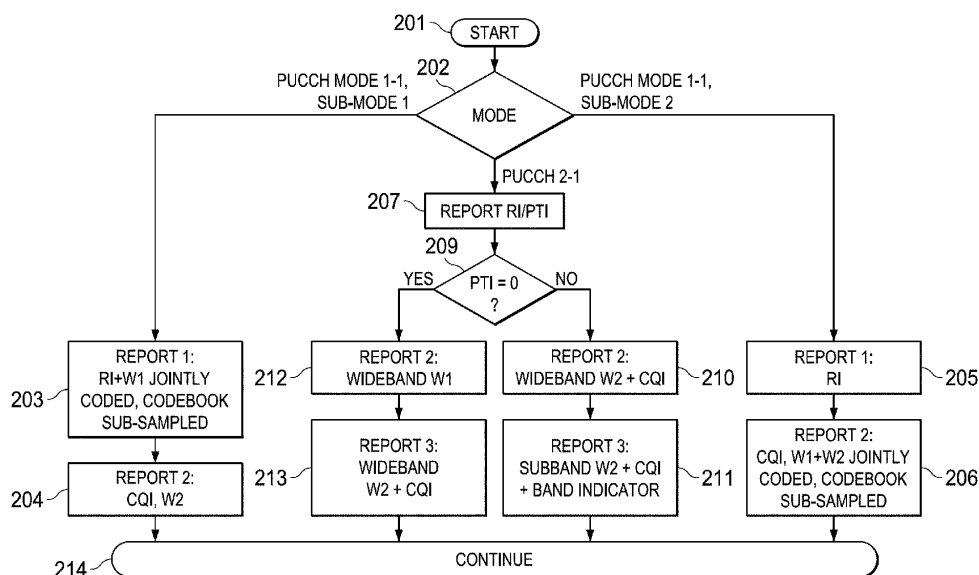 201
START
202
PUCCH MODE 1-1,
SUB-MODE 1
PUCCH MODE 1-1,
SUB-MODE 2
MODE
PUCCH 2-1
207
REPORT RI/PTI
209
YES
PTI = 0
?
NO
203
REPORT 1:
RI+W1 JOINTLY
CODED, CODEBOOK
SUB-SAMPLED
212
REPORT 2:
WIDEBAND W1
REPORT 2:
WIDEBAND W2 + CQI
210
REPORT 1:
RI
205
204
REPORT 2:
CQI, W2
213
REPORT 3:
WIDEBAND
W2 + CQI
REPORT 3:
SUBBAND W2 + CQI
+ BAND INDICATOR
211
REPORT 2:
CQI, W1+W2 JOINTLY
CODED, CODEBOOK
SUB-SAMPLED
206
214
CONTINUE